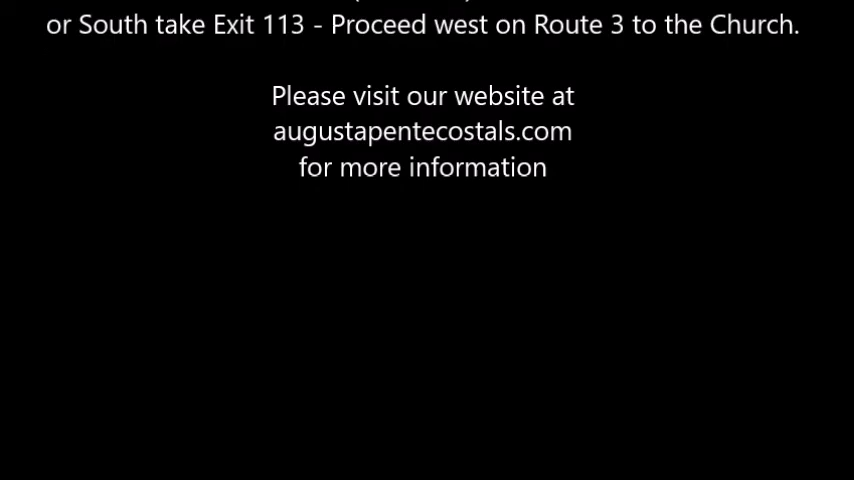 or South take Exit 113 - Proceed west on Route 3 to the Church.
Please visit our website at
augustapentecostals.com
for more information